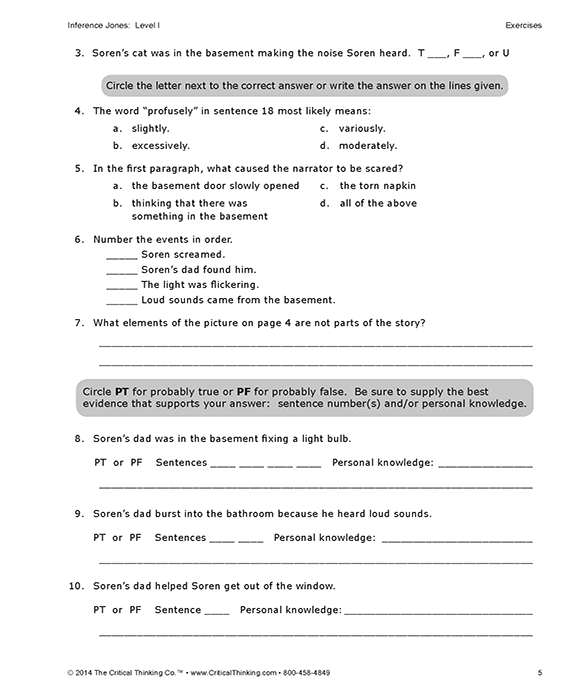 Inference Jones: Level I Exercises
3. Soren's cat was in the basement making the noise Soren heard. T ___, F ___, or U
Circle the letter next to the correct answer or write the answer on the lines given.
4. The word "profusely" in sentence 18 most likely means:
a. slightly. c. variously.
b. excessively. d. moderately.
5. In the first paragraph, what caused the narrator to be scared?
a. the basement door slowly opened c. the torn napkin
b. thinking that there was d. all of the above
something in the basement
6. Number the events in order.
_____ Soren screamed.
_____ Soren's dad found him.
_____ The light was flickering.
_____ Loud sounds came from the basement.
7. What elements of the picture on page 4 are not parts of the story?
Circle PT for probably true or PF for probably false. Be sure to supply the best
evidence that supports your answer: sentence number(s) and/or personal knowledge.
8. Soren's dad was in the basement fixing a light bulb.
PT or PF Sentences ____ ____ ____ ____ Personal knowledge: _______________
9. Soren's dad burst into the bathroom because he heard loud sounds.
PT or PF Sentences ____ ____ Personal knowledge: ________________________
10. Soren's dad helped Soren get out of the window.
PT or PF Sentence ____ Personal knowledge: ______________________________
© 2014 The Critical Thinking Co.™ • www.CriticalThinking.com • 800-458-4849 5